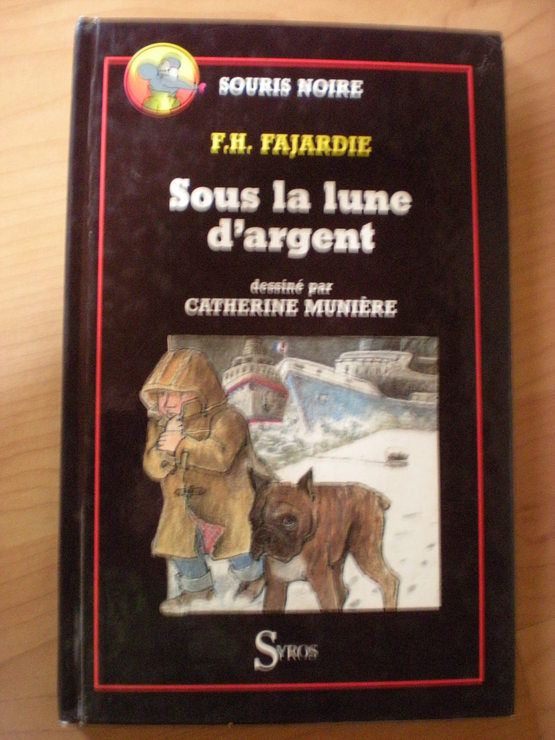 SOURIS NOIRE
F.H. FAJARDIE
Sous la lune
d'argent
dessiné par
CATHERINE MUNIÈRE
SYROS